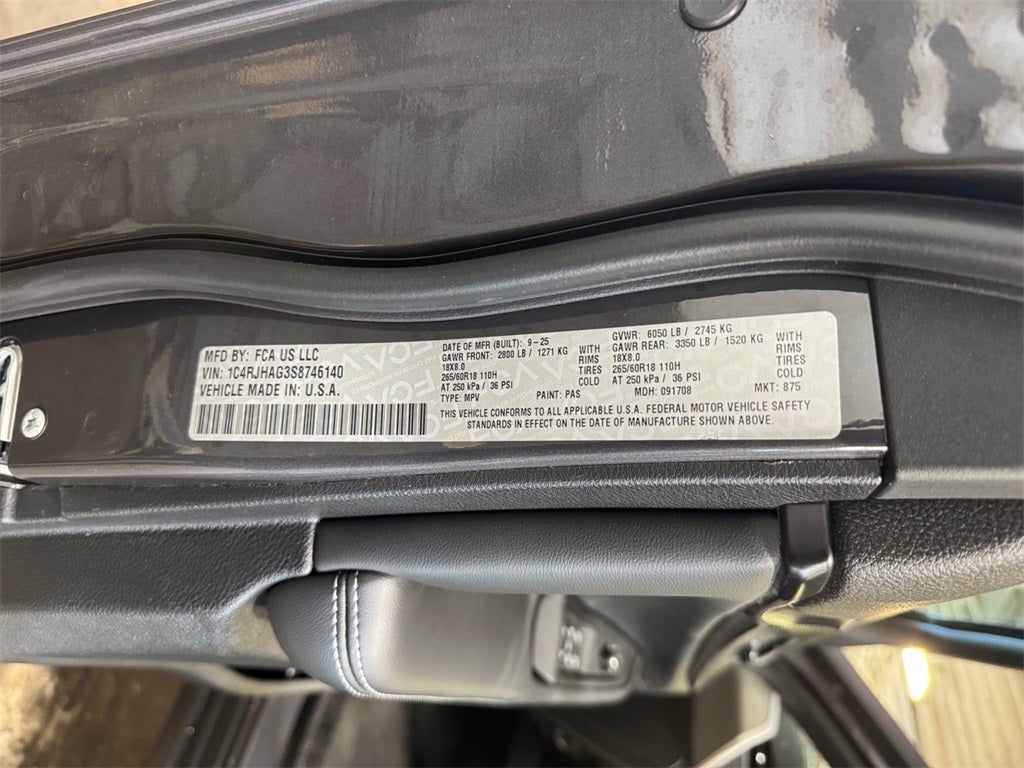 MFD BY: FCA US LLC
VIN: 1C4RJHAG3S8746140
VEHICLE MADE IN: U.S.A.
DATE OF MFR (BUILT): 9-25
GAWR FRONT: 2800 LB / 1271 KG WITH
18X8.0 RIMS
265/60R18 110H TIRES
AT 250 kPa / 36 PSI COLD
TYPE: MPV PAINT: PAS
GVWR: 6050 LB / 2745 KG
GAWR REAR: 3350 LB / 1520 KG WITH
18X8.0 RIMS
265/60R18 110H TIRES
AT 250 kPa / 36 PSI COLD
MDH: 091708 MKT: 875
THIS VEHICLE CONFORMS TO ALL APPLICABLE U.S.A. FEDERAL MOTOR VEHICLE SAFETY
STANDARDS IN EFFECT ON THE DATE OF MANUFACTURE SHOWN ABOVE.